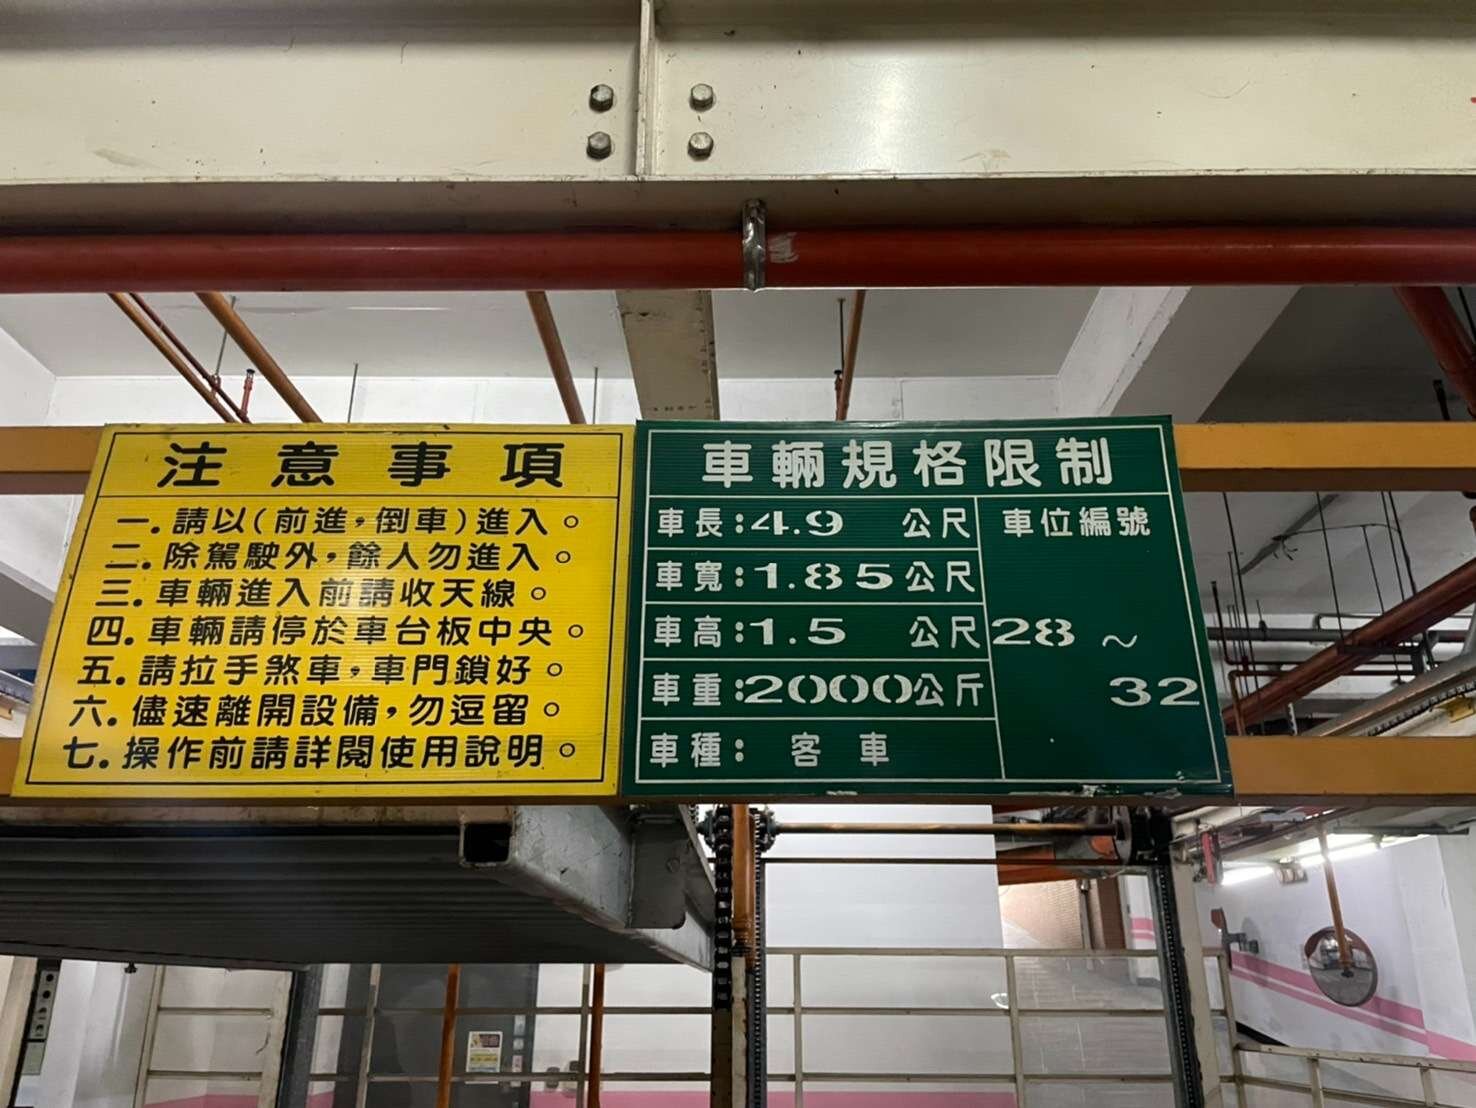 注意事項
一.請以(前進，倒車)進入。
二.除駕駛外，餘人勿進入。
三.車輛進入前請收天線。
四.車輛請停於車台板中央。
五.請拉手煞車，車門鎖好。
六.儘速離開設備，勿逗留。
七.操作前請詳閱使用說明。
車輛規格限制
車長:4.9 公尺
車寬:1.85公尺
車高:1.5 公尺
車重:2000公斤
車種: 客車
車位編號
28 ~
32